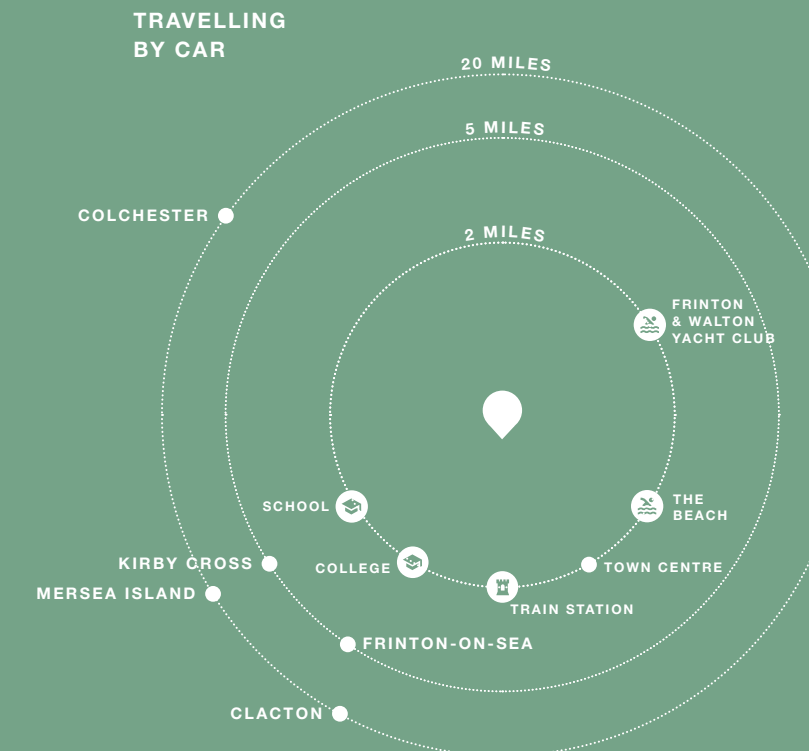 TRAVELLING
BY CAR
20 MILES
5 MILES
COLCHESTER
2 MILES
FRINTON
& WALTON
YACHT CLUB
THE
BEACH
SCHOOL
KIRBY CROSS
COLLEGE
TOWN CENTRE
MERSEA ISLAND
TRAIN STATION
FRINTON-ON-SEA
CLACTON